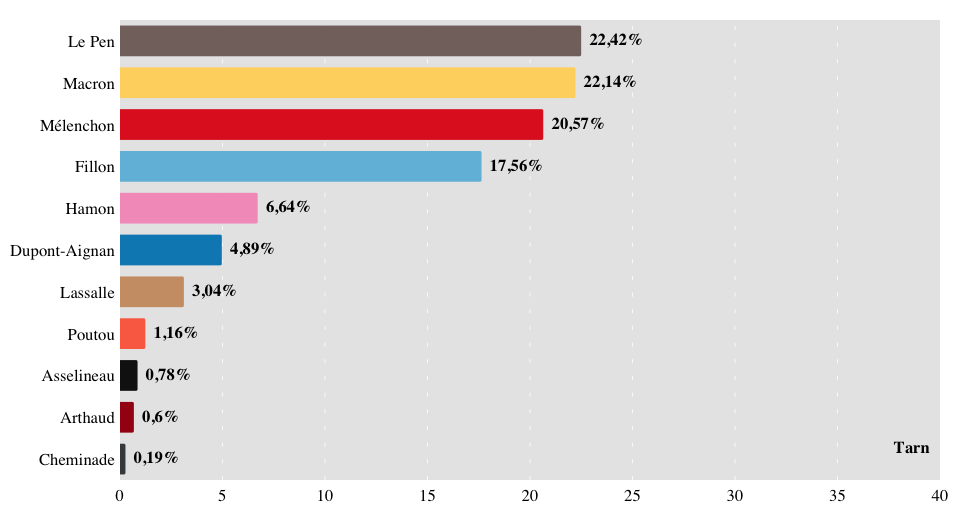 Le Pen 22,42%
Macron 22,14%
Mélenchon 20,57%
Fillon 17,56%
Hamon 6,64%
Dupont-Aignan 4,89%
Lassalle 3,04%
Poutou 1,16%
Asselineau 0,78%
Arthaud 0,6%
Tarn
Cheminade 0,19%
0 5 10 15 20 25 30 35 40